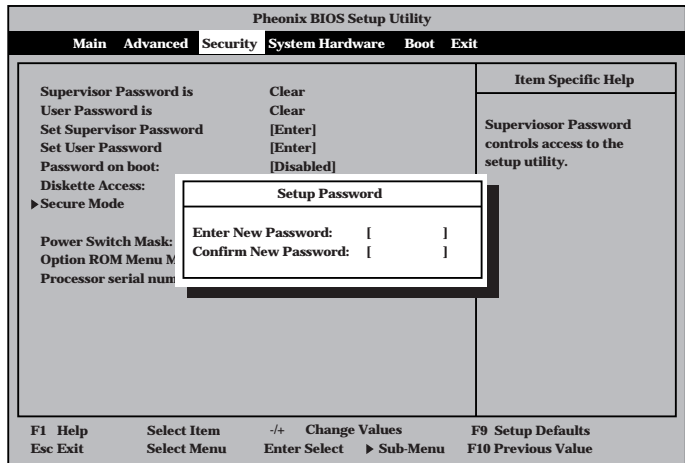 Pheonix BIOS Setup Utility
Main Advanced Security System Hardware Boot Exit
Supervisor Password is Clear
User Password is Clear
Set Supervisor Password [Enter]
Set User Password [Enter]
Password on boot: [Disabled]
Diskette Access:
▶Secure Mode
Power Switch Mask:
Option ROM Menu M
Processor serial num
Setup Password
Enter New Password: [ ]
Confirm New Password: [ ]
Item Specific Help
Superviosor Password
controls access to the
setup utility.
F1 Help Select Item -/+ Change Values F9 Setup Defaults
Esc Exit Select Menu Enter Select ▶ Sub-Menu F10 Previous Value